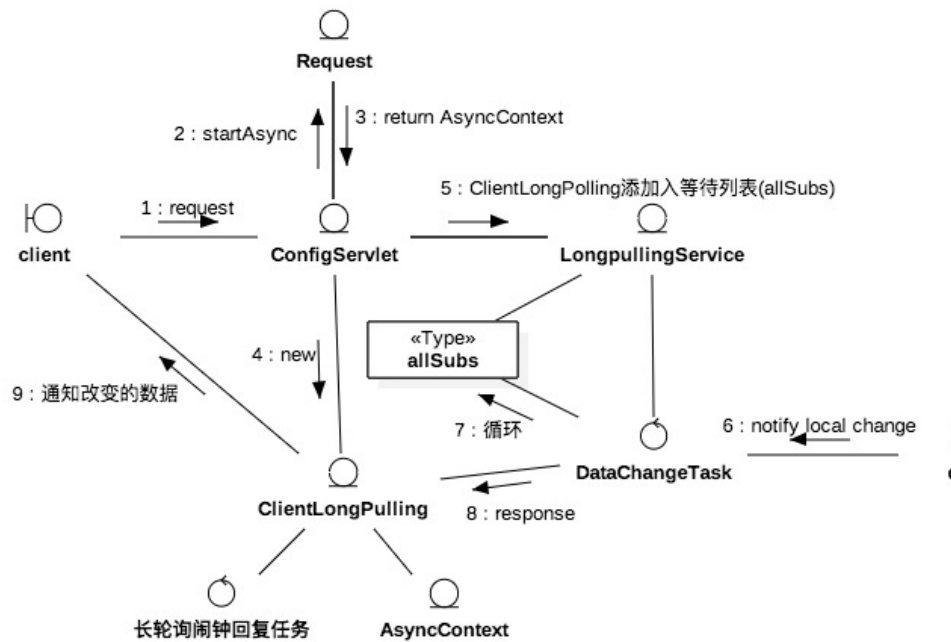 Request
2 : startAsync
3 : return AsyncContext
1 : request
5 : ClientLongPolling添加入等待列表(allSubs)
client
ConfigServlet
LongpullingService
«Type»
allSubs
4 : new
9 : 通知改变的数据
7 : 循环
6 : notify local change
DataChangeTask
ClientLongPulling
8 : response
长轮询闹钟回复任务
AsyncContext